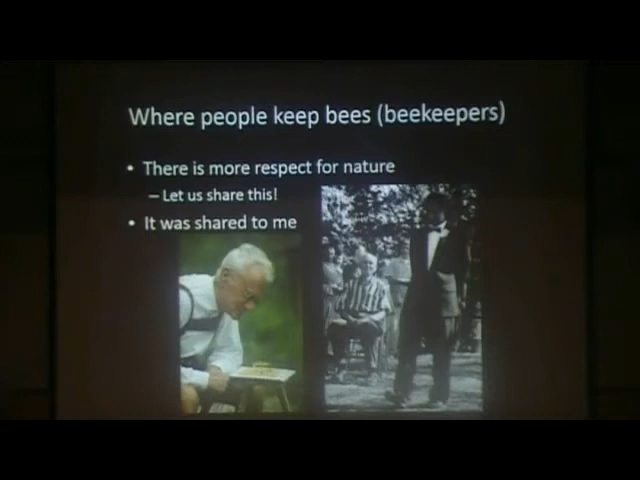 Where people keep bees (beekeepers)
• There is more respect for nature
– Let us share this!
• It was shared to me